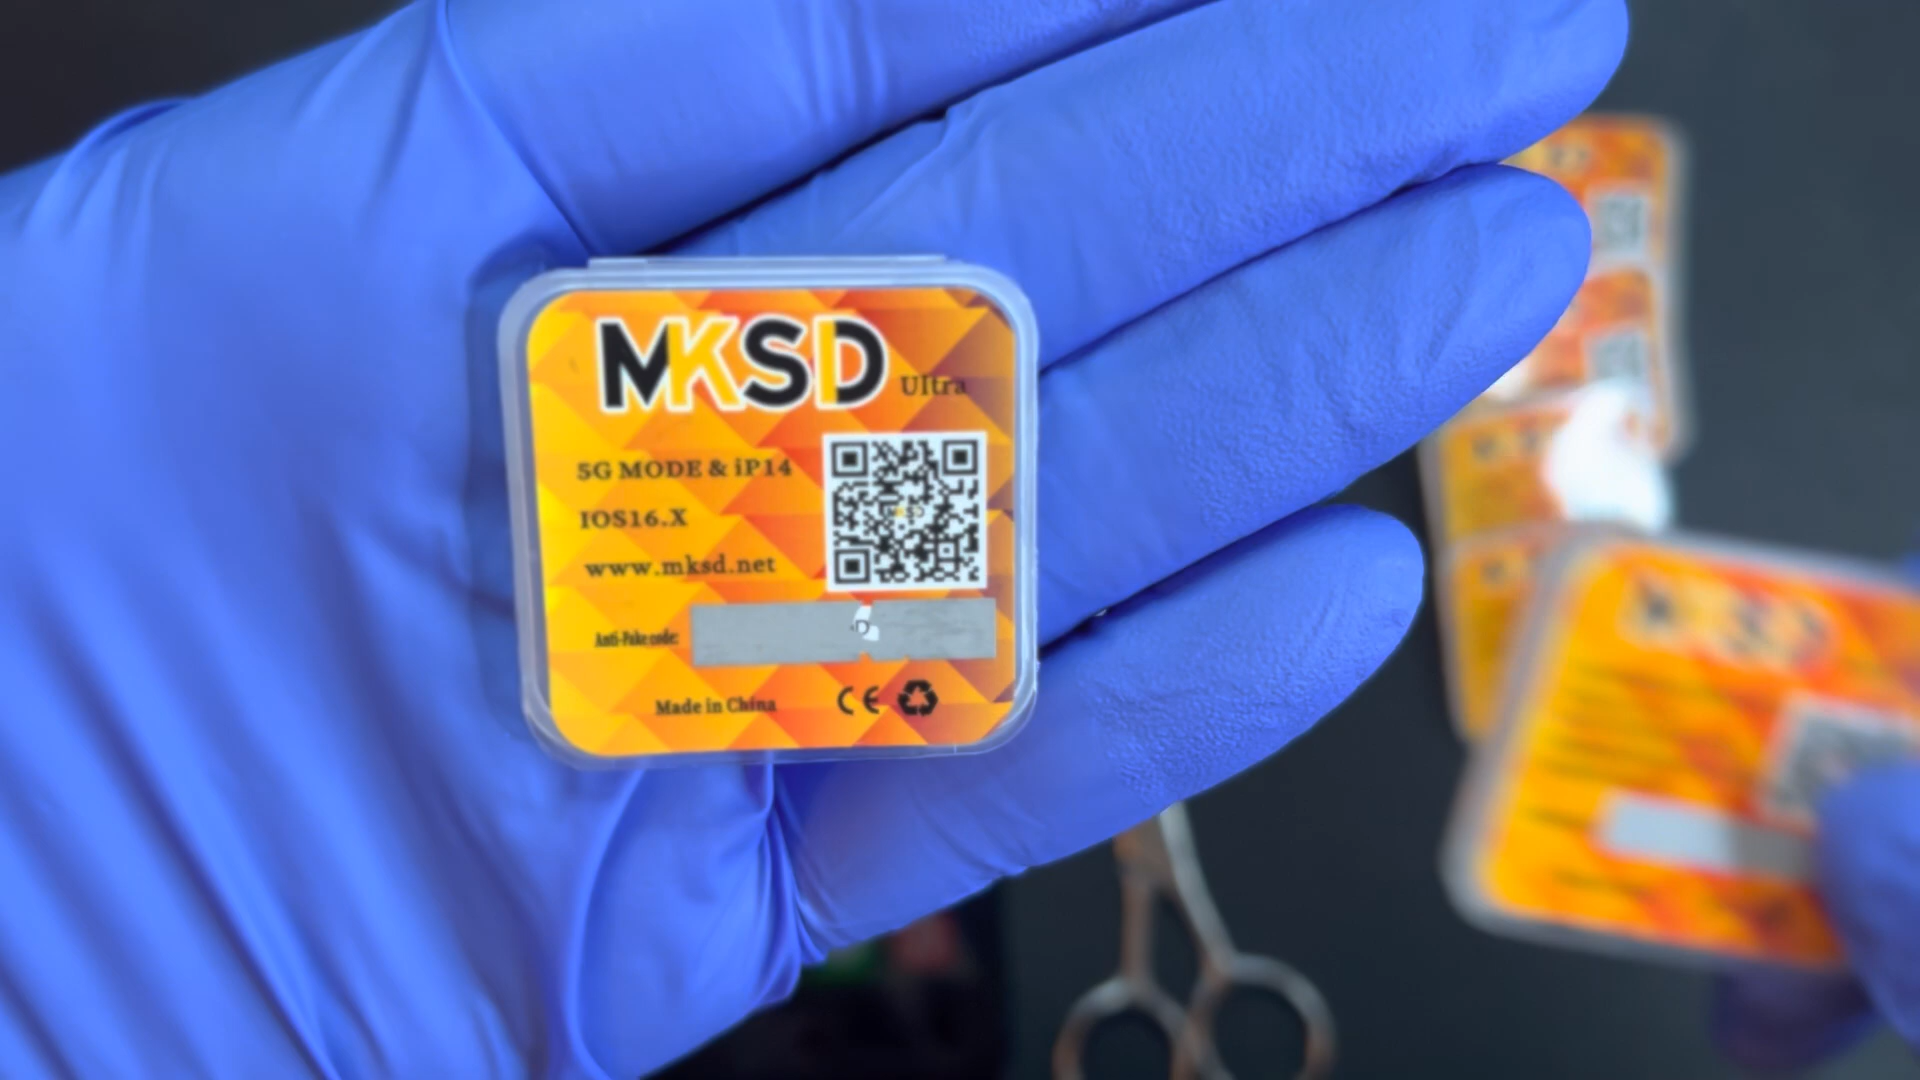 MKSD Ultra
5G MODE & iP14
IOS16.X
www.mksd.net
Anti-Fake code:
Made in China
CE